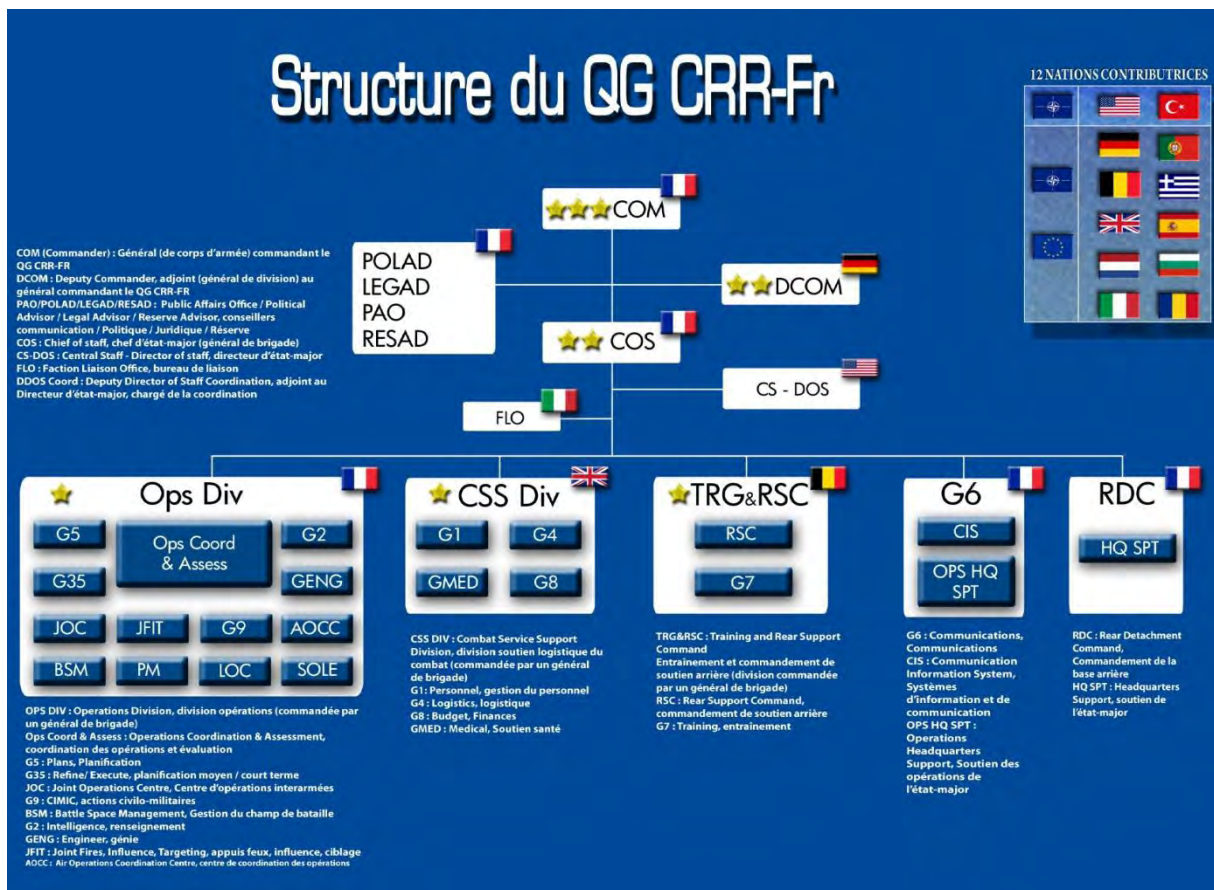 Structure du QG CRR-Fr
12 NATIONS CONTRIBUTRICES
COM
POLAD
LEGAD
PAO
RESAD
DCOM
COS
CS - DOS
FLO
COM (Commander) : Général (de corps d'armée) commandant le
QG CRR-FR
DCOM : Deputy Commander, adjoint (général de division) au
général commandant le QG CRR-FR
PAO/POLAD/LEGAD/RESAD : Public Affairs Office / Political
Advisor / Legal Advisor / Reserve Advisor, conseillers
communication / Politique / Juridique / Réserve
COS : Chief of staff, chef d'état-major (général de brigade)
CS-DOS : Central Staff - Director of staff, directeur d'état-major
FLO : Faction Liaison Office, bureau de liaison
DDOS Coord : Deputy Director of Staff Coordination, adjoint au
Directeur d'état-major, chargé de la coordination
Ops Div
G5
Ops Coord
& Assess
G2
G35
GENG
JOC
JFIT
G9
AOCC
BSM
PM
LOC
SOLE
OPS DIV : Operations Division, division opérations (commandée par
un général de brigade)
Ops Coord & Assess : Operations Coordination & Assessment,
coordination des opérations et évaluation
G5 : Plans, Planification
G35 : Refine/ Execute, planification moyen / court terme
JOC : Joint Operations Centre, Centre d'opérations interarmées
G9 : CIMIC, actions civilo-militaires
BSM : Battle Space Management, Gestion du champ de bataille
G2 : Intelligence, renseignement
GENG : Engineer, génie
JFIT : Joint Fires, Influence, Targeting, appuis feux, influence, ciblage
AOCC : Air Operations Coordination Centre, centre de coordination des opérations
CSS Div
G1
G4
GMED
G8
CSS DIV : Combat Service Support
Division, division soutien logistique du
combat (commandée par un général
de brigade)
G1: Personnel, gestion du personnel
G4 : Logistics, logistique
G8 : Budget, Finances
GMED : Medical, Soutien santé
TRG&RSC
RSC
G7
TRG&RSC : Training and Rear Support
Command
Entraînement et commandement de
soutien arrière (division commandée
par un général de brigade)
RSC : Rear Support Command,
commandement de soutien arrière
G7 : Training, entraînement
G6
CIS
OPS HQ
SPT
G6 : Communications,
Communications
CIS : Communication
Information System,
Systèmes
d'information et de
communication
OPS HQ SPT :
Operations
Headquarters
Support, Soutien des
opérations de
l'état-major
RDC
HQ SPT
RDC : Rear Detachment
Command,
Commandement de la
base arrière
HQ SPT : Headquarters
Support, soutien de
l'état-major